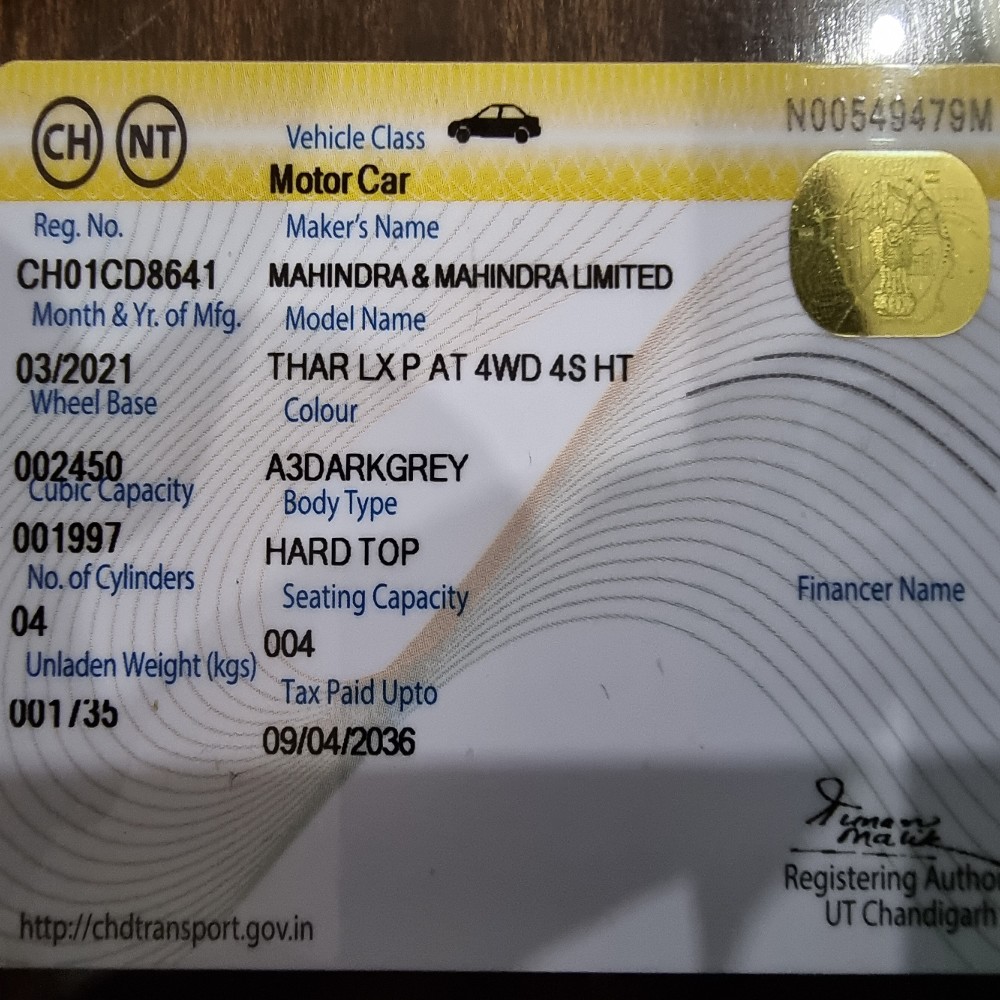 CH NT
Vehicle Class
N00549479M
Motor Car
Reg. No.
Maker's Name
CH01CD8641
MAHINDRA & MAHINDRA LIMITED
Month & Yr. of Mfg.
Model Name
03/2021
THAR LX P AT 4WD 4S HT
Wheel Base
Colour
002450
A3DARKGREY
Cubic Capacity
Body Type
001997
HARD TOP
No. of Cylinders
Seating Capacity
Financer Name
04
004
Unladen Weight (kgs)
Tax Paid Upto
001735
09/04/2036
Malik
Registering Autho
UT Chandigarh
http://chdtransport.gov.in